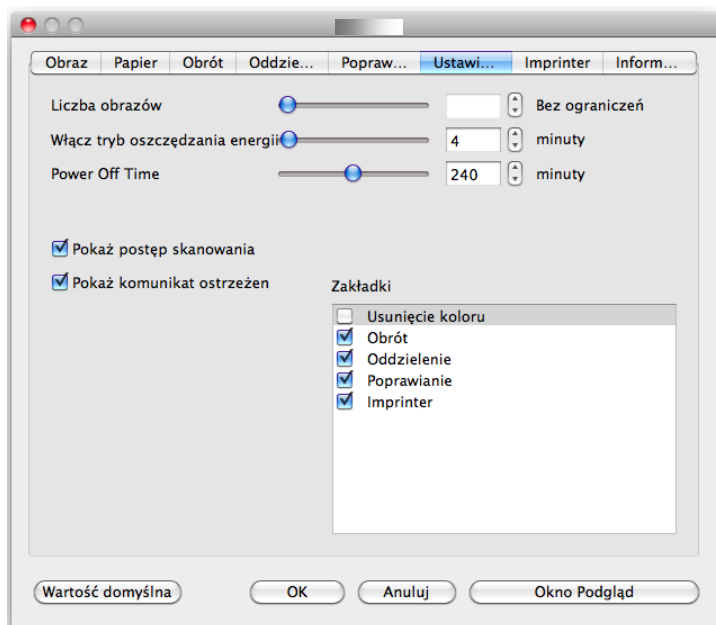 Obraz Papier Obrót Oddzie... Popraw... Ustawi... Imprinter Inform...
Liczba obrazów Bez ograniczeń
Włącz tryb oszczędzania energii 4 minuty
Power Off Time 240 minuty
Pokaż postęp skanowania
Pokaż komunikat ostrzeżen
Zakładki
Usunięcie koloru
Obrót
Oddzielenie
Poprawianie
Imprinter
Wartość domyślna OK Anuluj Okno Podgląd